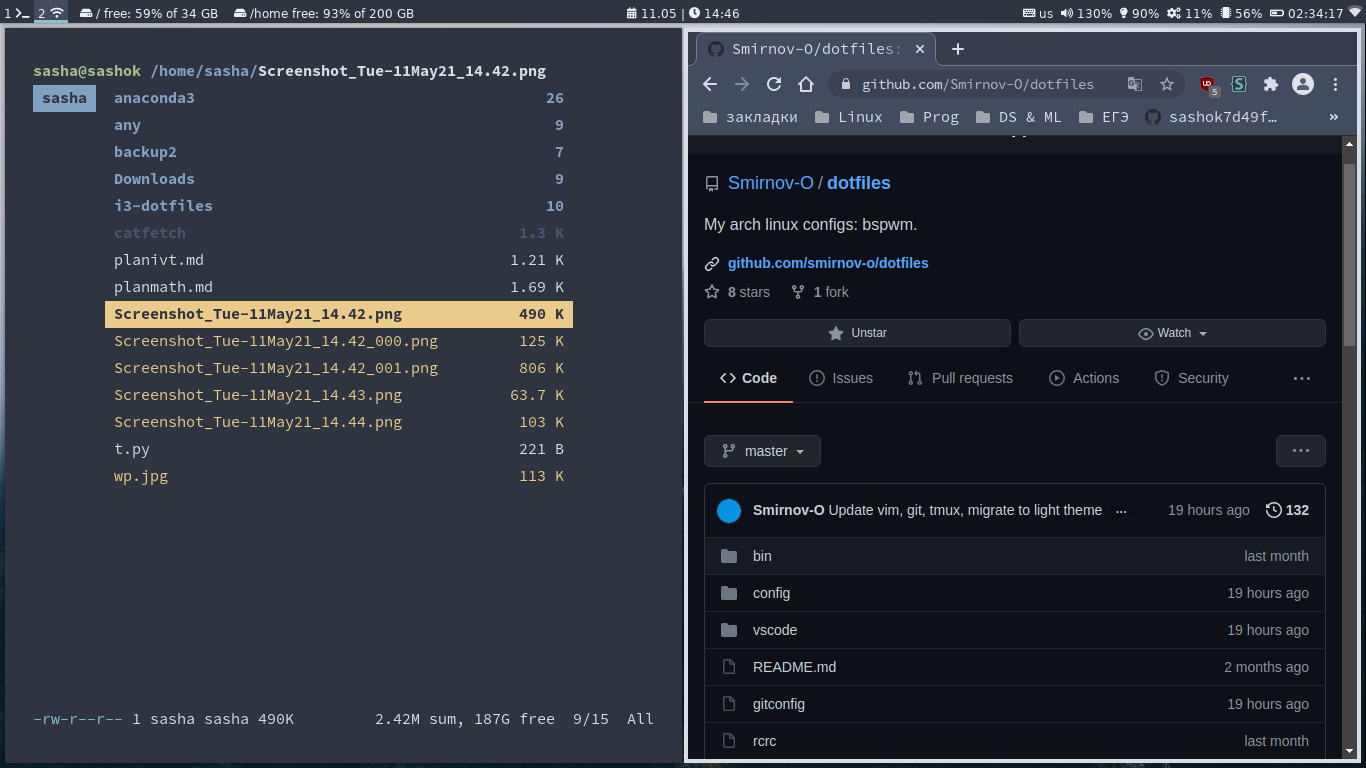 1 2 / free: 59% of 34 GB /home free: 93% of 200 GB 11.05 | 14:46 us 130% 90% 11% 56% 02:34:17
sasha@sashok /home/sasha/Screenshot_Tue-11May21_14.42.png
sasha anaconda3 26
any 9
backup2 7
Downloads 9
i3-dotfiles 10
catfetch 1.3 K
planivt.md 1.21 K
planmath.md 1.69 K
Screenshot_Tue-11May21_14.42.png 490 K
Screenshot_Tue-11May21_14.42_000.png 125 K
Screenshot_Tue-11May21_14.42_001.png 806 K
Screenshot_Tue-11May21_14.43.png 63.7 K
Screenshot_Tue-11May21_14.44.png 103 K
t.py 221 B
wp.jpg 113 K
-rw-r--r-- 1 sasha sasha 490K 2.42M sum, 187G free 9/15 All
Smirnov-O/dotfiles:
github.com/Smirnov-O/dotfiles 5
закладки Linux Prog DS & ML ЕГЭ sashok7d49f… »
Smirnov-O / dotfiles
My arch linux configs: bspwm.
github.com/smirnov-o/dotfiles
8 stars 1 fork
Unstar Watch
Code Issues Pull requests Actions Security ...
master ...
Smirnov-O Update vim, git, tmux, migrate to light theme ... 19 hours ago 132
bin last month
config 19 hours ago
vscode 19 hours ago
README.md 2 months ago
gitconfig 19 hours ago
rcrc last month